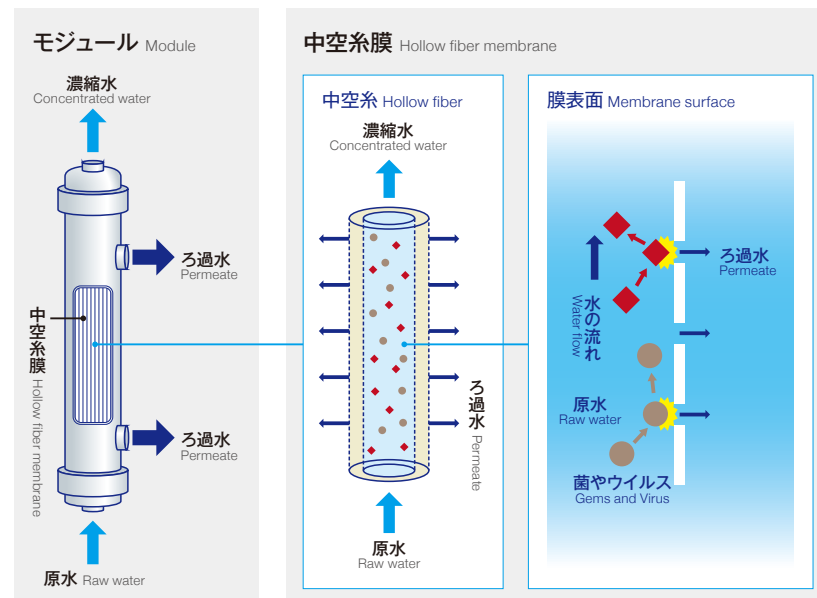 モジュール Module
濃縮水
Concentrated water
ろ過水
Permeate
中空糸膜 Hollow fiber membrane
ろ過水
Permeate
原水 Raw water
中空糸膜 Hollow fiber membrane
中空糸 Hollow fiber
濃縮水
Concentrated water
ろ過水 Permeate
原水
Raw water
膜表面 Membrane surface
水の流れ
Water flow
ろ過水
Permeate
原水
Raw water
菌やウイルス
Gems and Virus